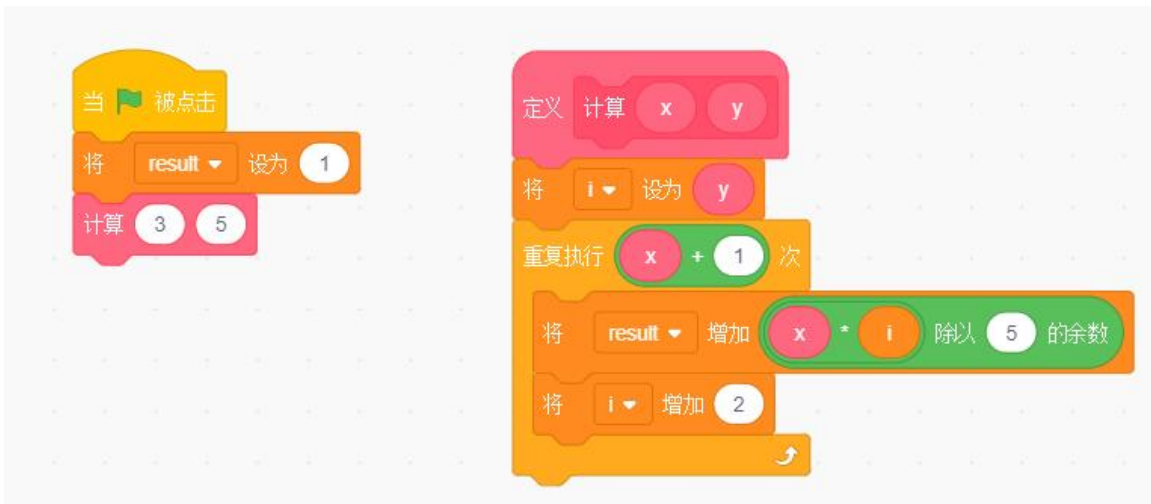 当 被点击
将 result 设为 1
计算 3 5
定义 计算 x y
将 i 设为 y
重复执行 x + 1 次
将 result 增加 x * i 除以 5 的余数
将 i 增加 2